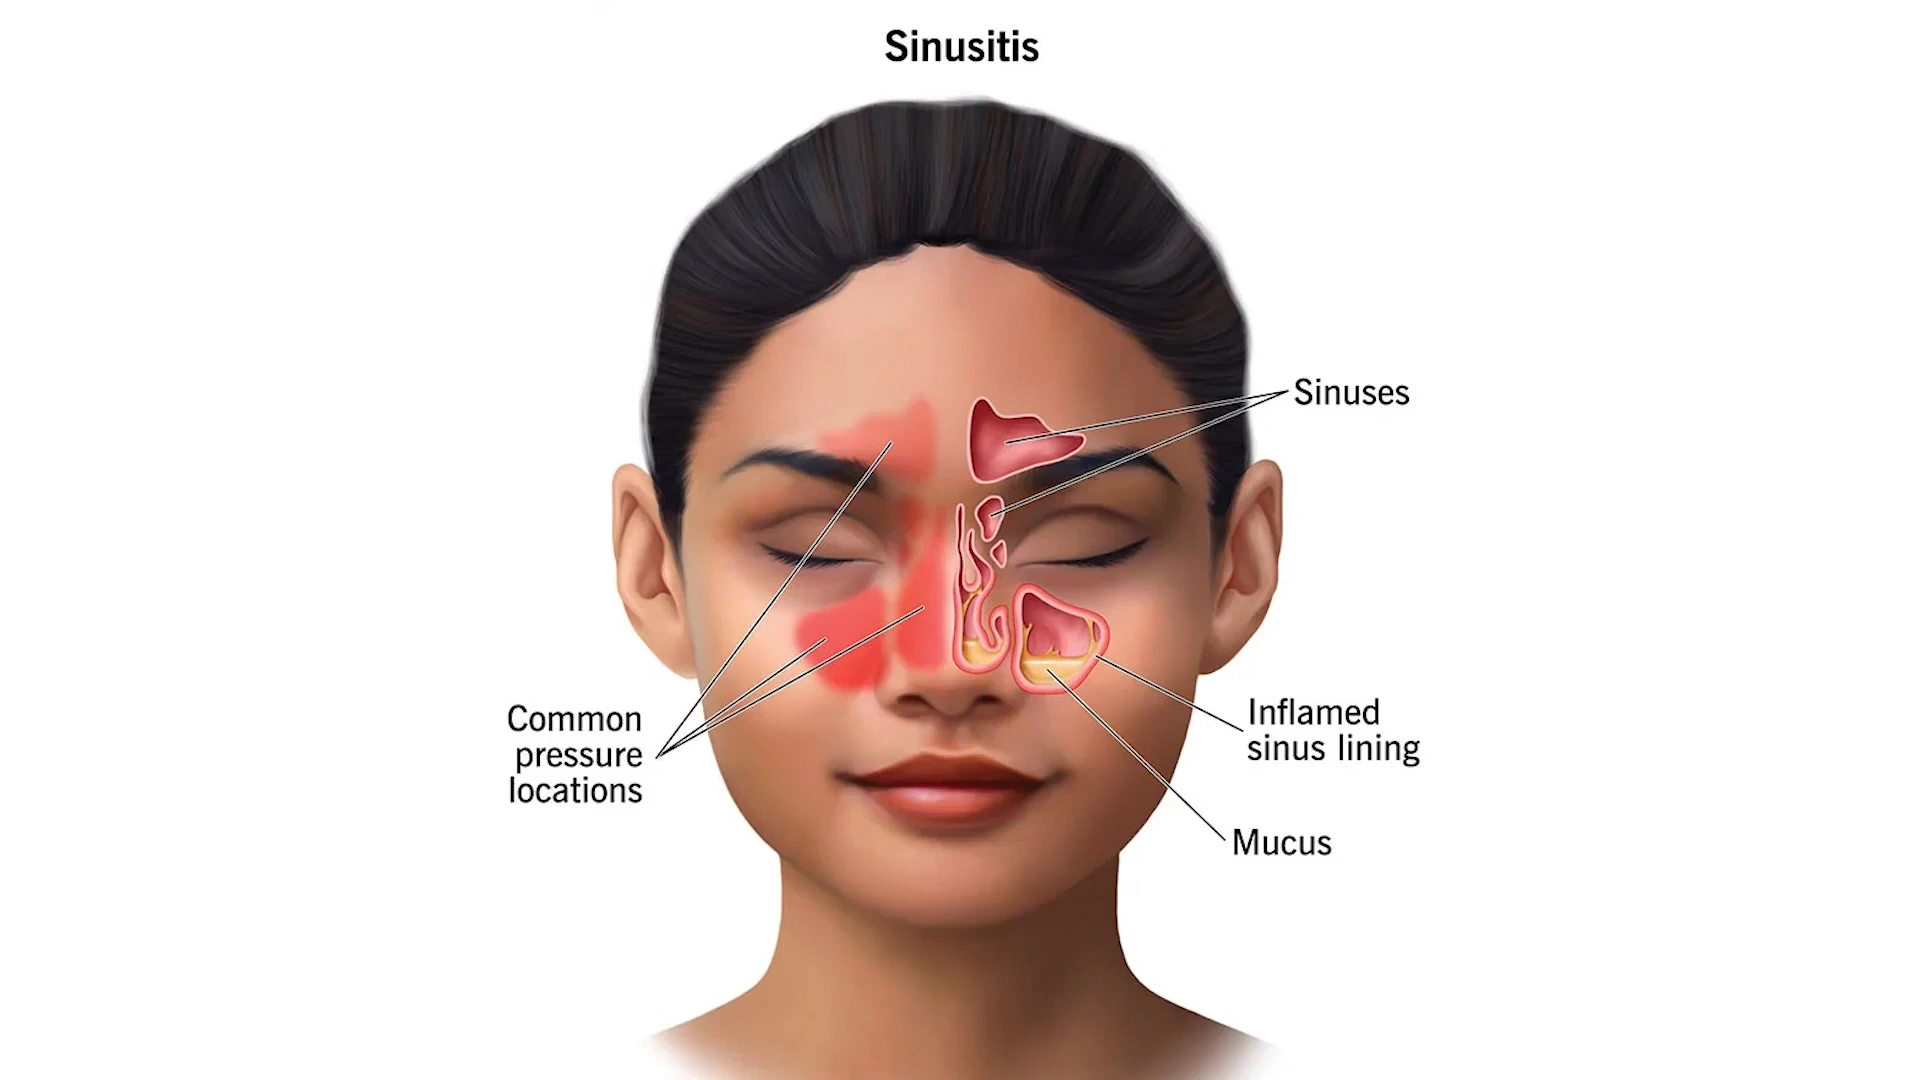 Sinusitis
Sinuses
Common
pressure
locations
Inflamed
sinus lining
Mucus